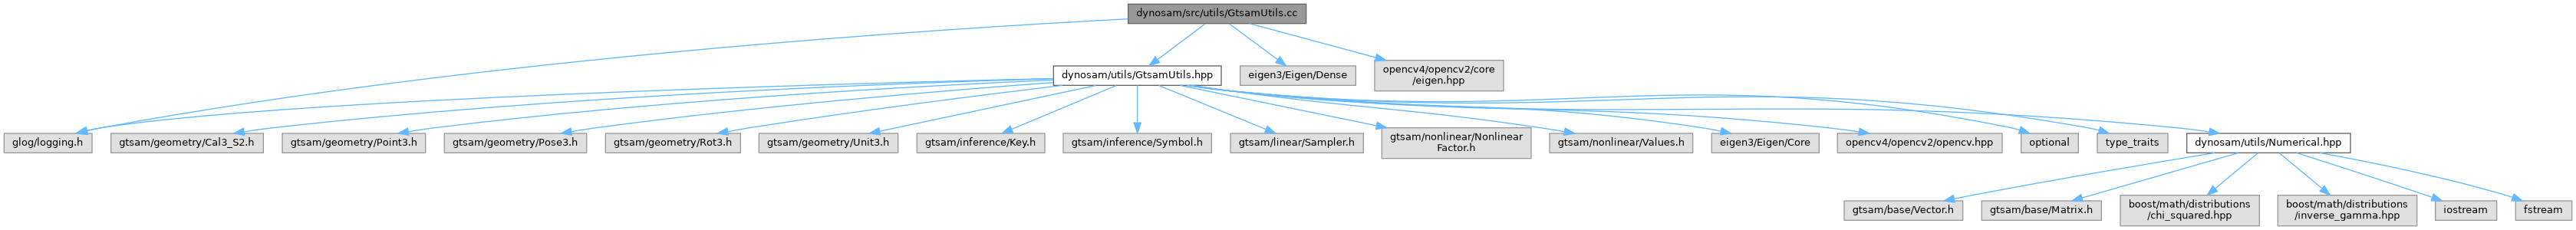 dynosam/src/utils/GtsamUtils.cc
dynosam/utils/GtsamUtils.hpp
eigen3/Eigen/Dense
opencv4/opencv2/core
/eigen.hpp
glog/logging.h
gtsam/geometry/Cal3_S2.h
gtsam/geometry/Point3.h
gtsam/geometry/Pose3.h
gtsam/geometry/Rot3.h
gtsam/geometry/Unit3.h
gtsam/inference/Key.h
gtsam/inference/Symbol.h
gtsam/linear/Sampler.h
gtsam/nonlinear/Nonlinear
Factor.h
gtsam/nonlinear/Values.h
eigen3/Eigen/Core
opencv4/opencv2/opencv.hpp
optional
type_traits
dynosam/utils/Numerical.hpp
gtsam/base/Vector.h
gtsam/base/Matrix.h
boost/math/distributions
/chi_squared.hpp
boost/math/distributions
/inverse_gamma.hpp
iostream
fstream